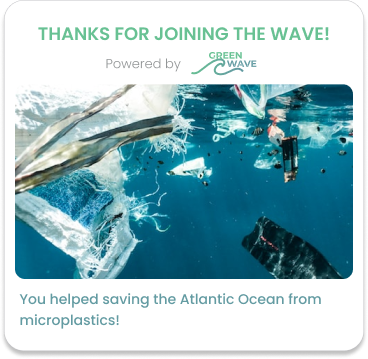 THANKS FOR JOINING THE WAVE!
Powered by GREEN WAVE
You helped saving the Atlantic Ocean from
microplastics!